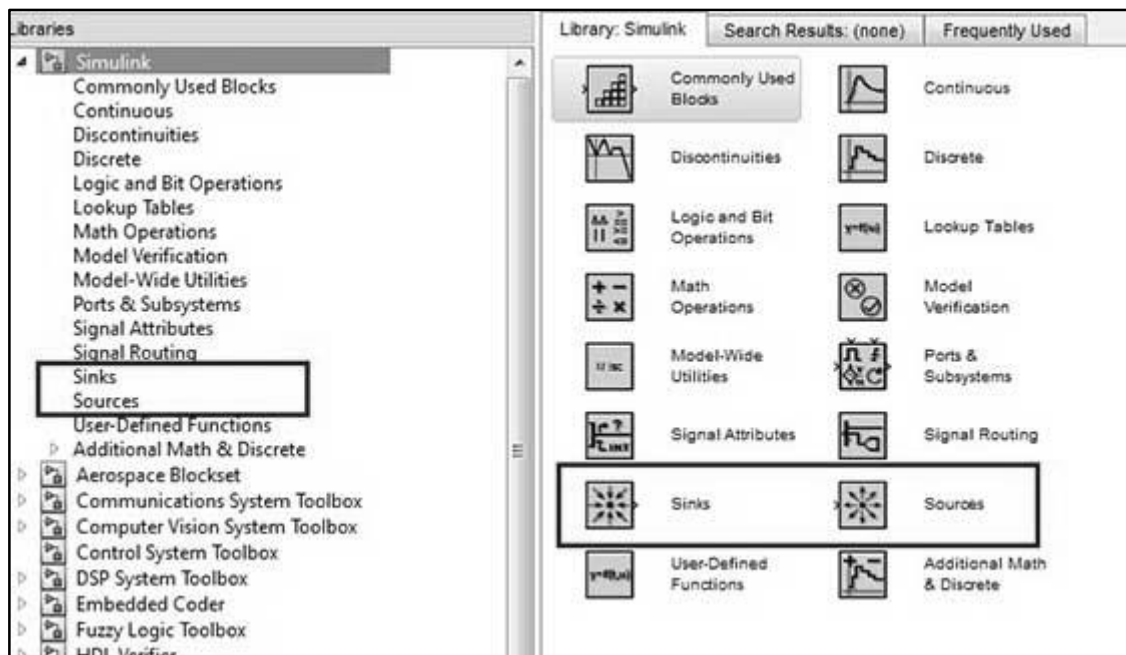 Libraries
Simulink
Commonly Used Blocks
Continuous
Discontinuities
Discrete
Logic and Bit Operations
Lookup Tables
Math Operations
Model Verification
Model-Wide Utilities
Ports & Subsystems
Signal Attributes
Signal Routing
Sinks
Sources
User-Defined Functions
Additional Math & Discrete
Aerospace Blockset
Communications System Toolbox
Computer Vision System Toolbox
Control System Toolbox
DSP System Toolbox
Embedded Coder
Fuzzy Logic Toolbox
HDL Verifier
Library: Simulink
Search Results: (none)
Frequently Used
Commonly Used
Blocks
Continuous
Discontinuities
Discrete
Logic and Bit
Operations
y=f(u)
Lookup Tables
Math
Operations
Model
Verification
Model-Wide
Utilities
Ports &
Subsystems
INT
Signal Attributes
Signal Routing
Sinks
Sources
User-Defined
Functions
Additional Math
& Discrete